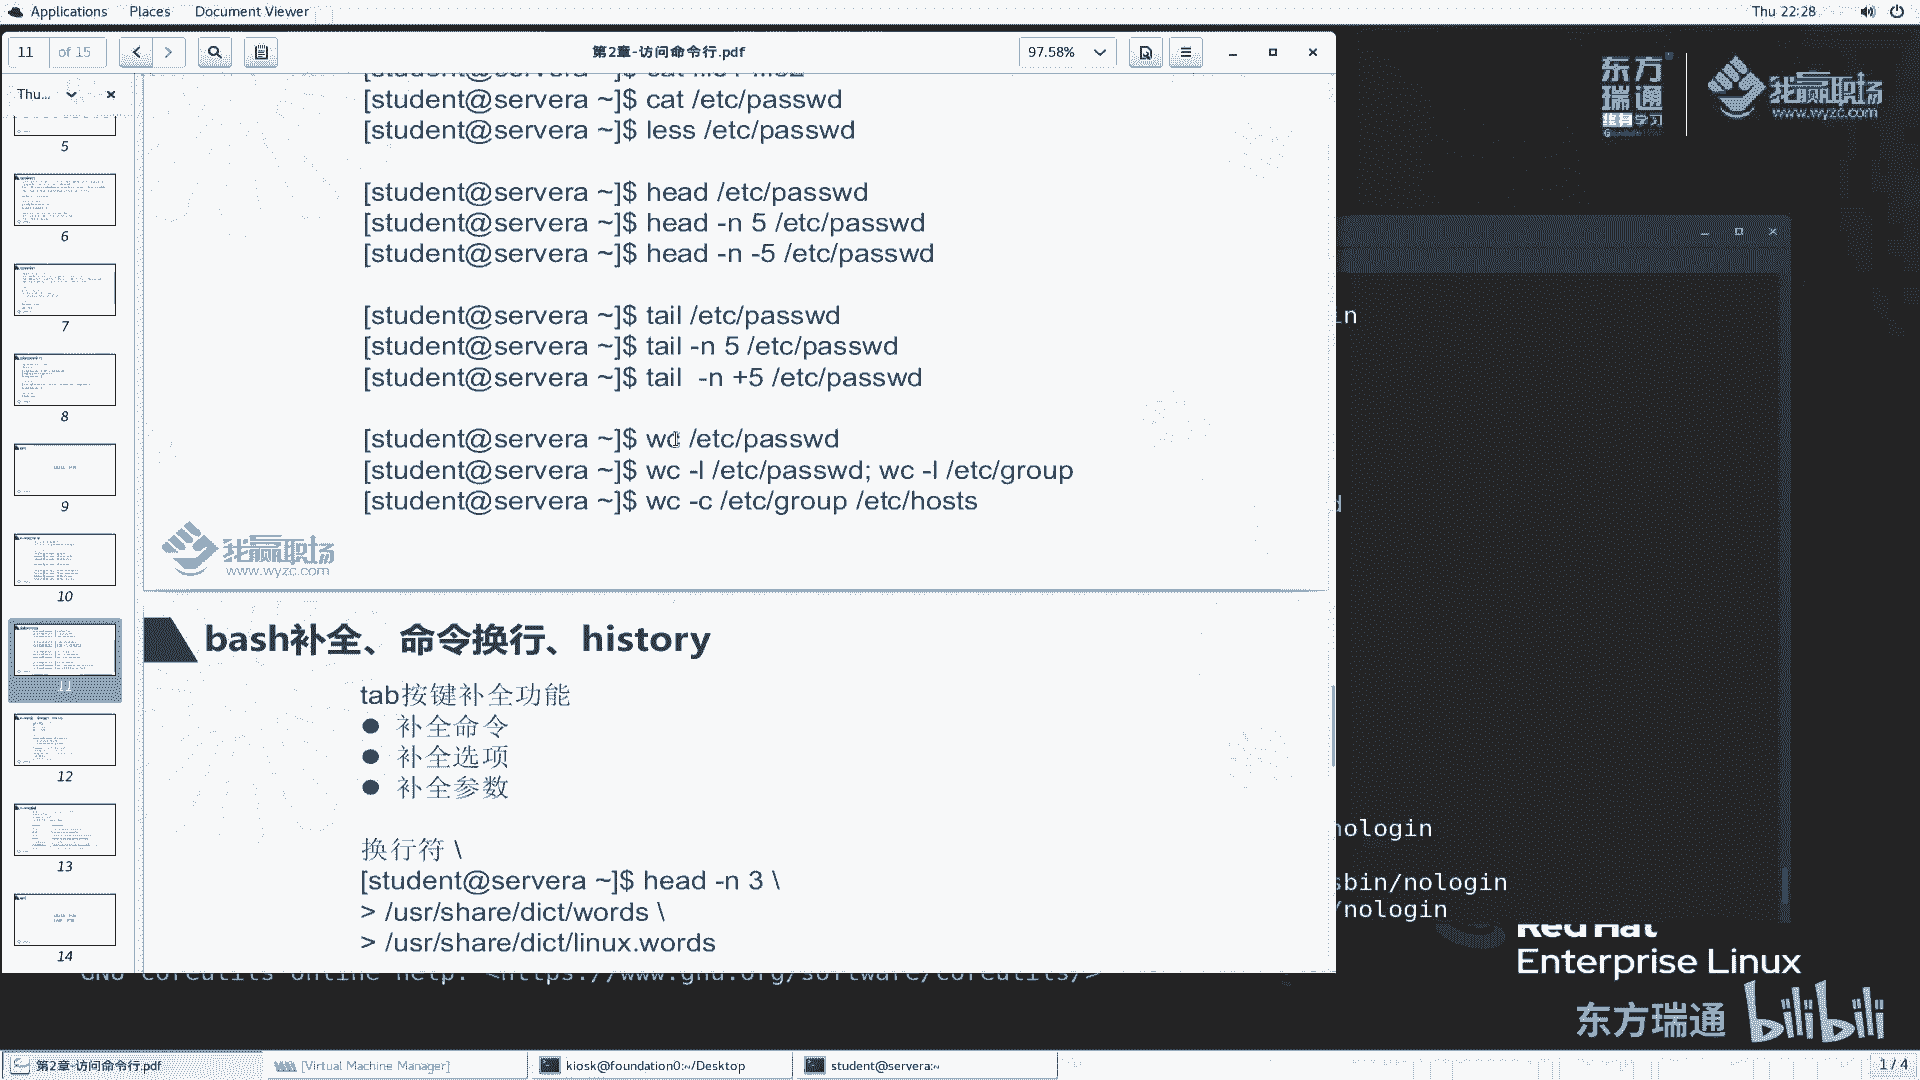 Applications Places Document Viewer
Thu 22:28
11 of 15
第2章-访问命令行.pdf
97.58%
Thu...
5
6
7
8
9
10
11
12
13
14
[student@servera ~]$ cat /etc/passwd
[student@servera ~]$ less /etc/passwd
[student@servera ~]$ head /etc/passwd
[student@servera ~]$ head -n 5 /etc/passwd
[student@servera ~]$ head -n -5 /etc/passwd
[student@servera ~]$ tail /etc/passwd
[student@servera ~]$ tail -n 5 /etc/passwd
[student@servera ~]$ tail  -n +5 /etc/passwd
[student@servera ~]$ wc /etc/passwd
[student@servera ~]$ wc -l /etc/passwd; wc -l /etc/group
[student@servera ~]$ wc -c /etc/group /etc/hosts
我赢职场
www.wyzc.com
bash补全、命令换行、history
tab按键补全功能
● 补全命令
● 补全选项
● 补全参数
换行符 \
[student@servera ~]$ head -n 3 \
> /usr/share/dict/words \
> /usr/share/dict/linux.words
东方
瑞通
终身学习
我赢职场
www.wyzc.com
in
d
nologin
sbin/nologin
/nologin
GNU coreutils online help: <https://www.gnu.org/software/coreutils/>
Red Hat
Enterprise Linux
东方瑞通 bilibili
第2章-访问命令行.pdf
[Virtual Machine Manager]
kiosk@foundation0:~/Desktop
student@servera:~
1 / 4